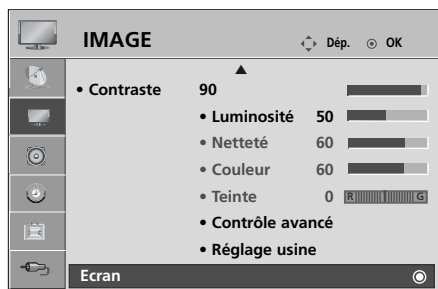 IMAGE Dép. OK
• Contraste 90
• Luminosité 50
• Netteté 60
• Couleur 60
• Teinte 0 R G
• Contrôle avancé
• Réglage usine
Ecran